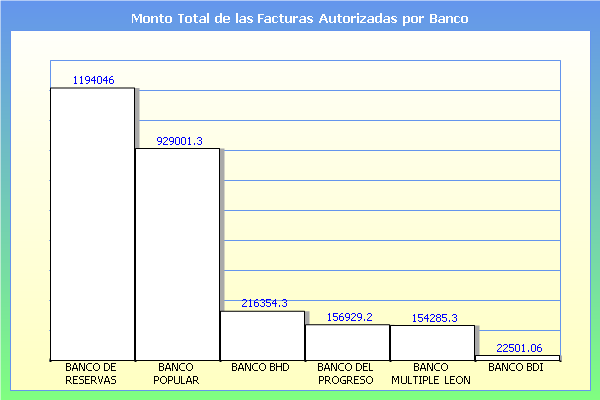 Monto Total de las Facturas Autorizadas por Banco
1194046
929001.3
216354.3
156929.2
154285.3
22501.06
BANCO DE
RESERVAS
BANCO
POPULAR
BANCO BHD
BANCO DEL
PROGRESO
BANCO
MULTIPLE LEON
BANCO BDI